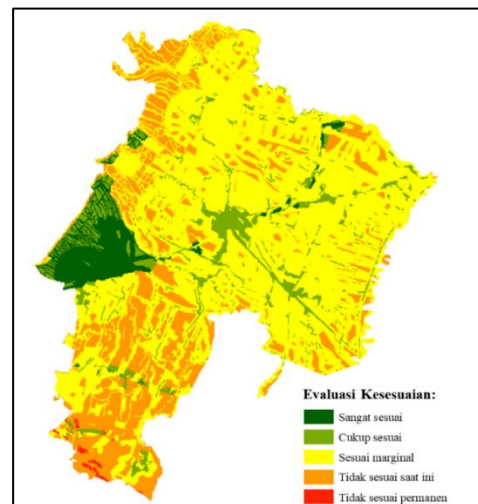 Evaluasi Kesesuaian:
Sangat sesuai
Cukup sesuai
Sesuai marginal
Tidak sesuai saat ini
Tidak sesuai permanen